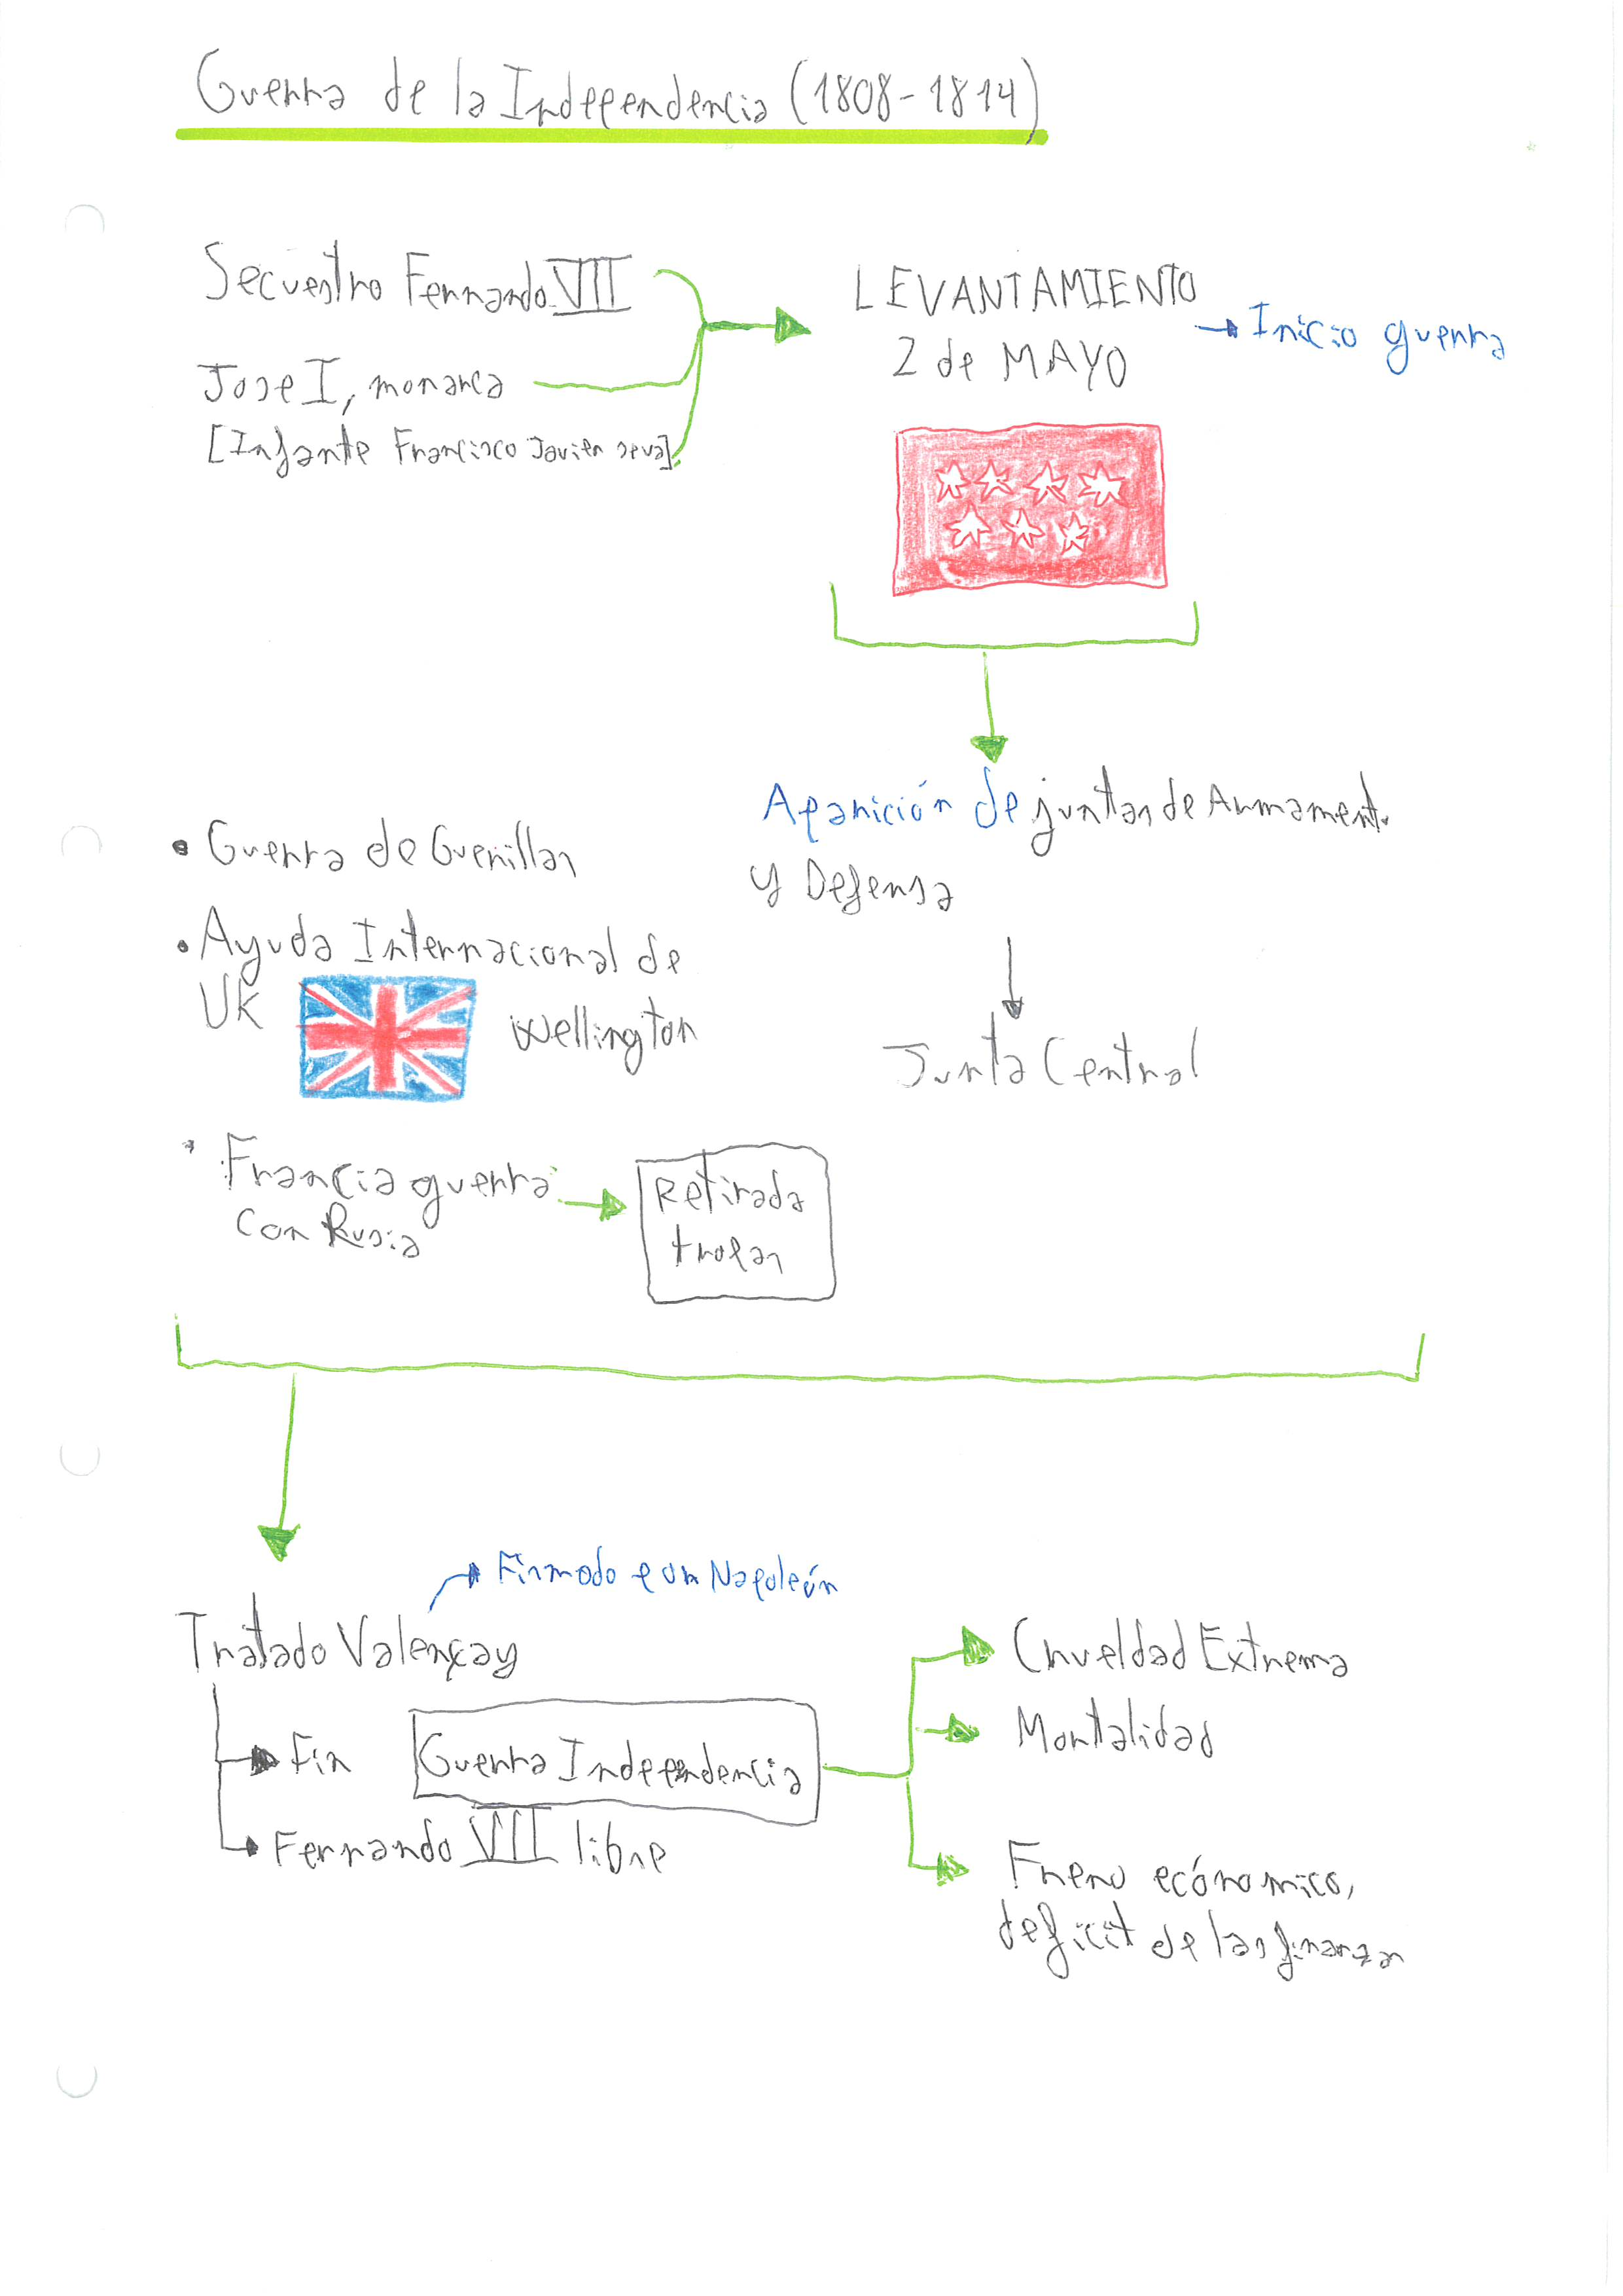 Guerra de la Independencia (1808-1814)
Secuestro Fernando VII
Jose I, monarca
[Infante Francisco Javier seva]
LEVANTAMIENTO
2 de MAYO
→ Inicio guerra
Aparición de juntas de Armamento
y Defensa
Junta Central
• Guerra de Guerrillas
• Ayuda Internacional de
UK
Wellington
• Francia guerra
con Rusia
Retirada
tropas
Tratado Valençay
→ Firmado por Napoleón
Fin
Guerra Independencia
Fernando VII libre
Crueldad Extrema
Mortalidad
Freno ecónomico,
deficit de las finanzas